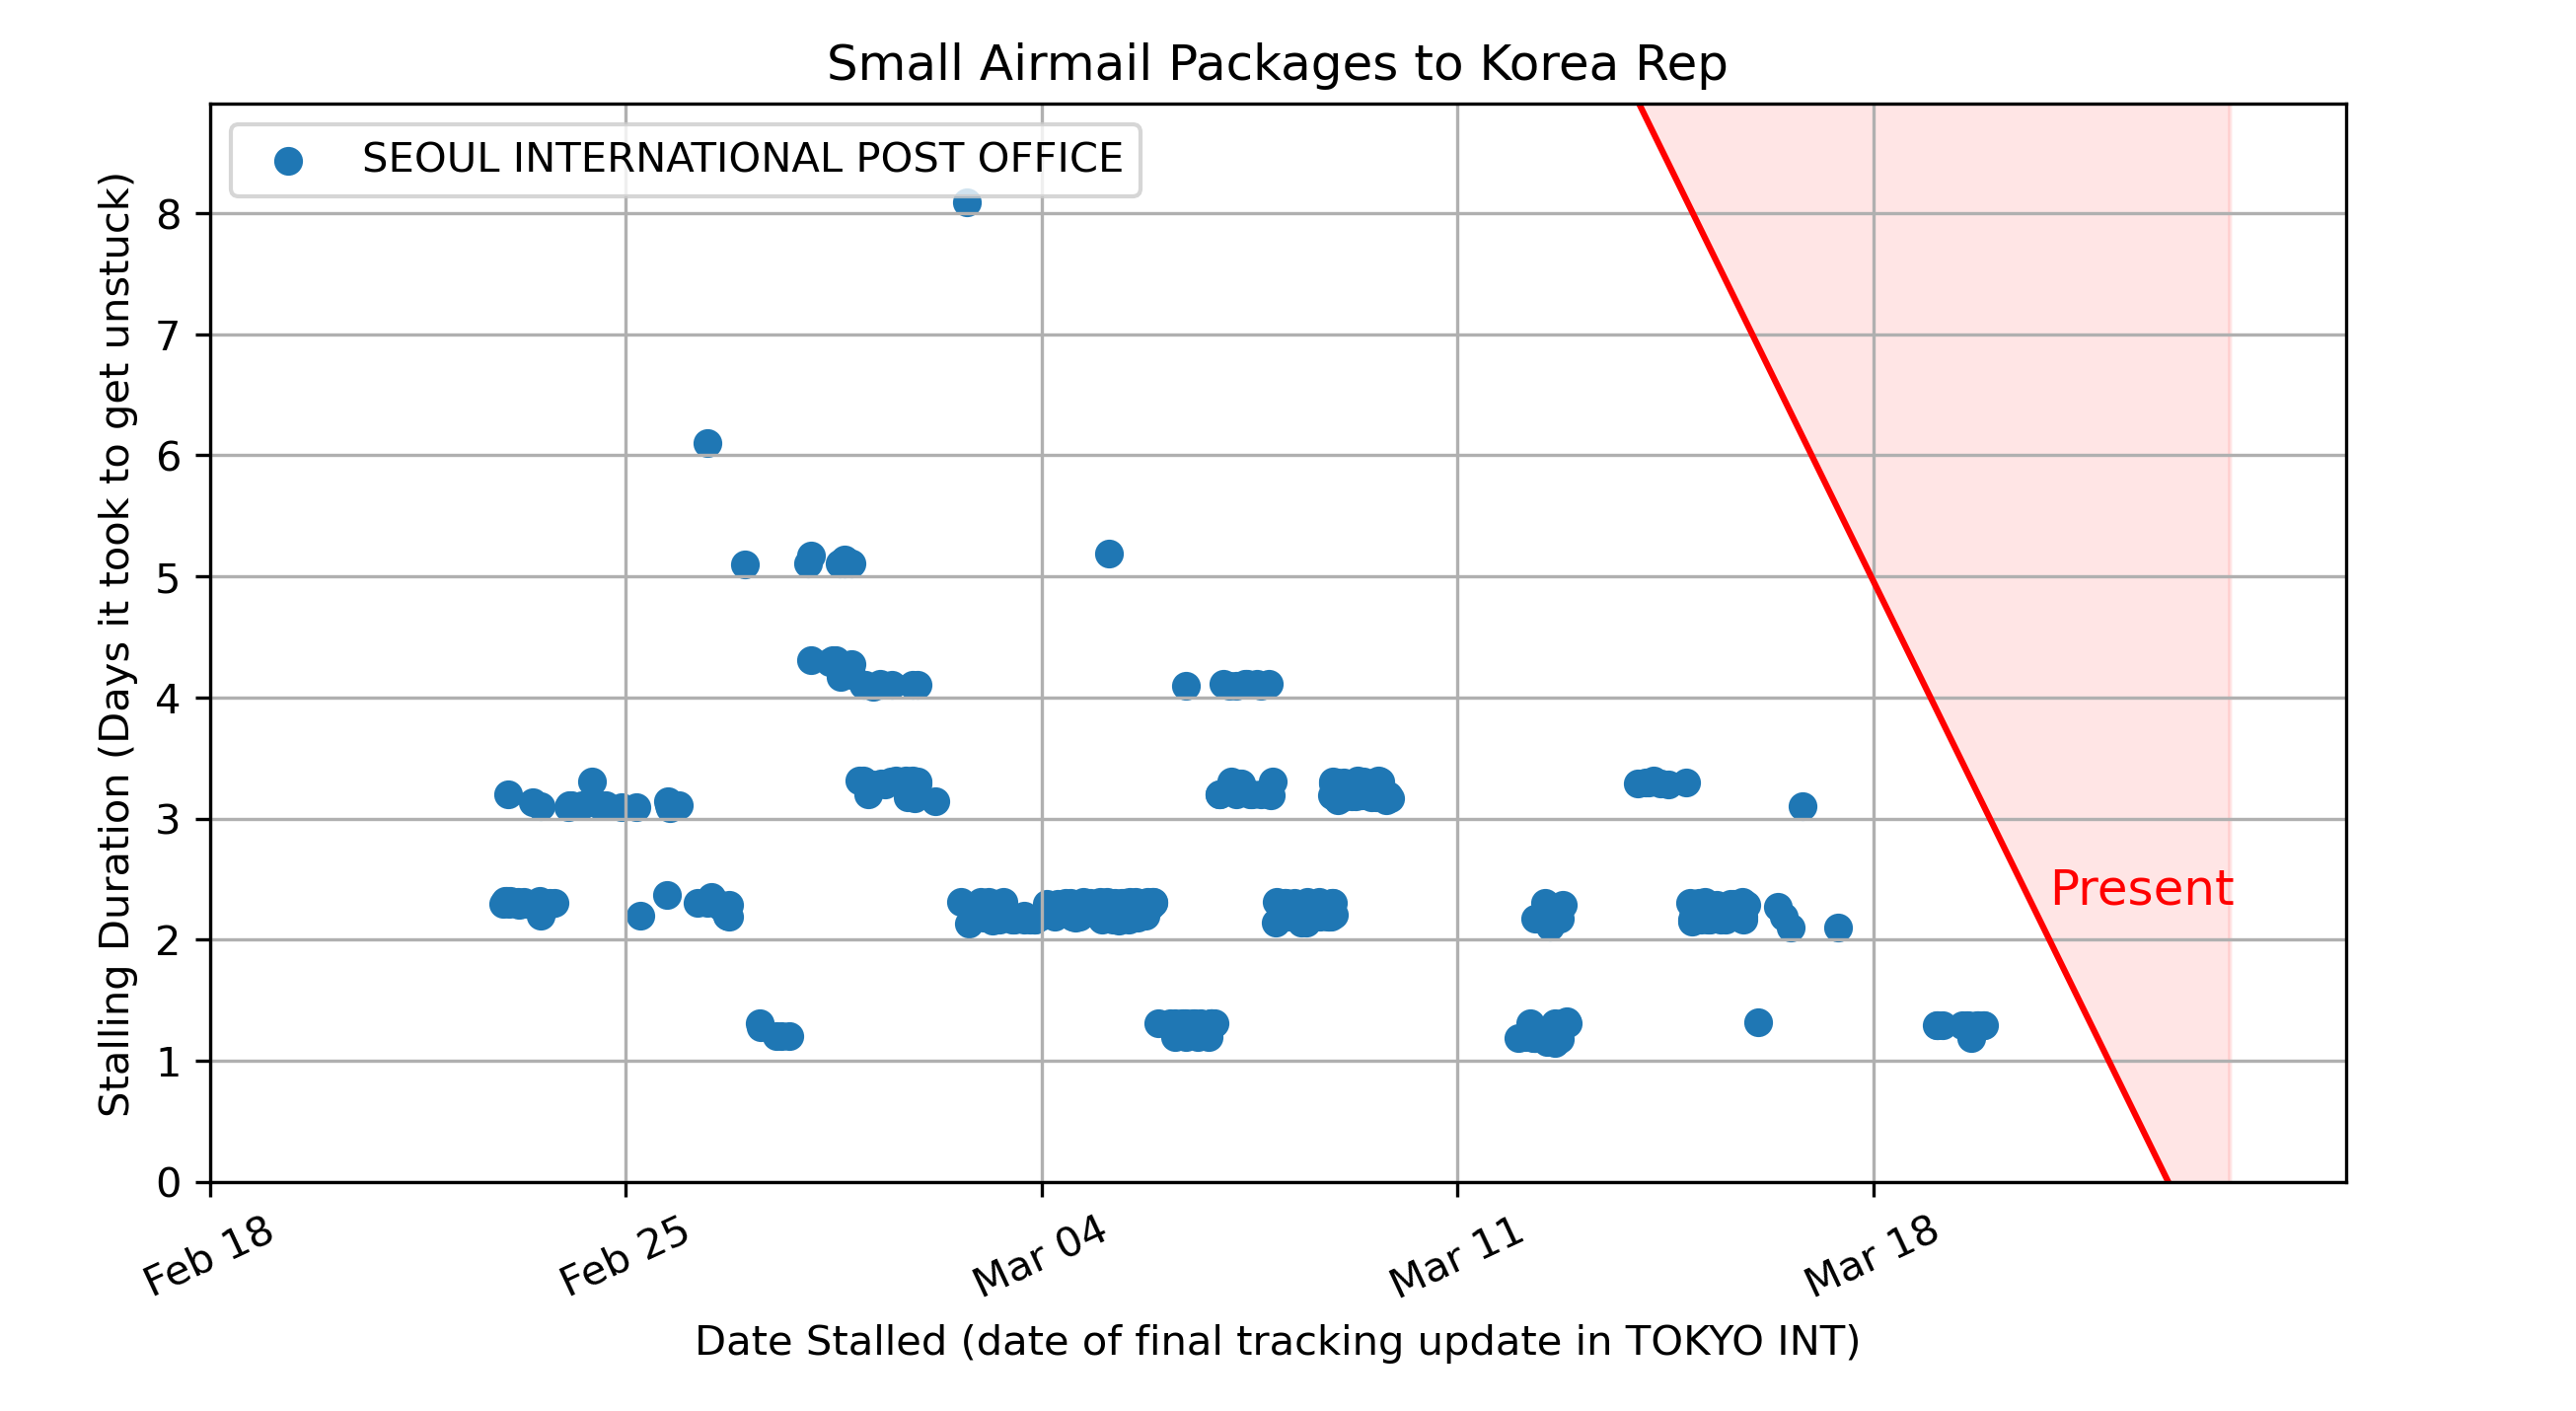 Small Airmail Packages to Korea Rep
SEOUL INTERNATIONAL POST OFFICE
Stalling Duration (Days it took to get unstuck)
8
7
6
5
4
3
2
1
0
Present
Feb 18
Feb 25
Mar 04
Mar 11
Mar 18
Date Stalled (date of final tracking update in TOKYO INT)